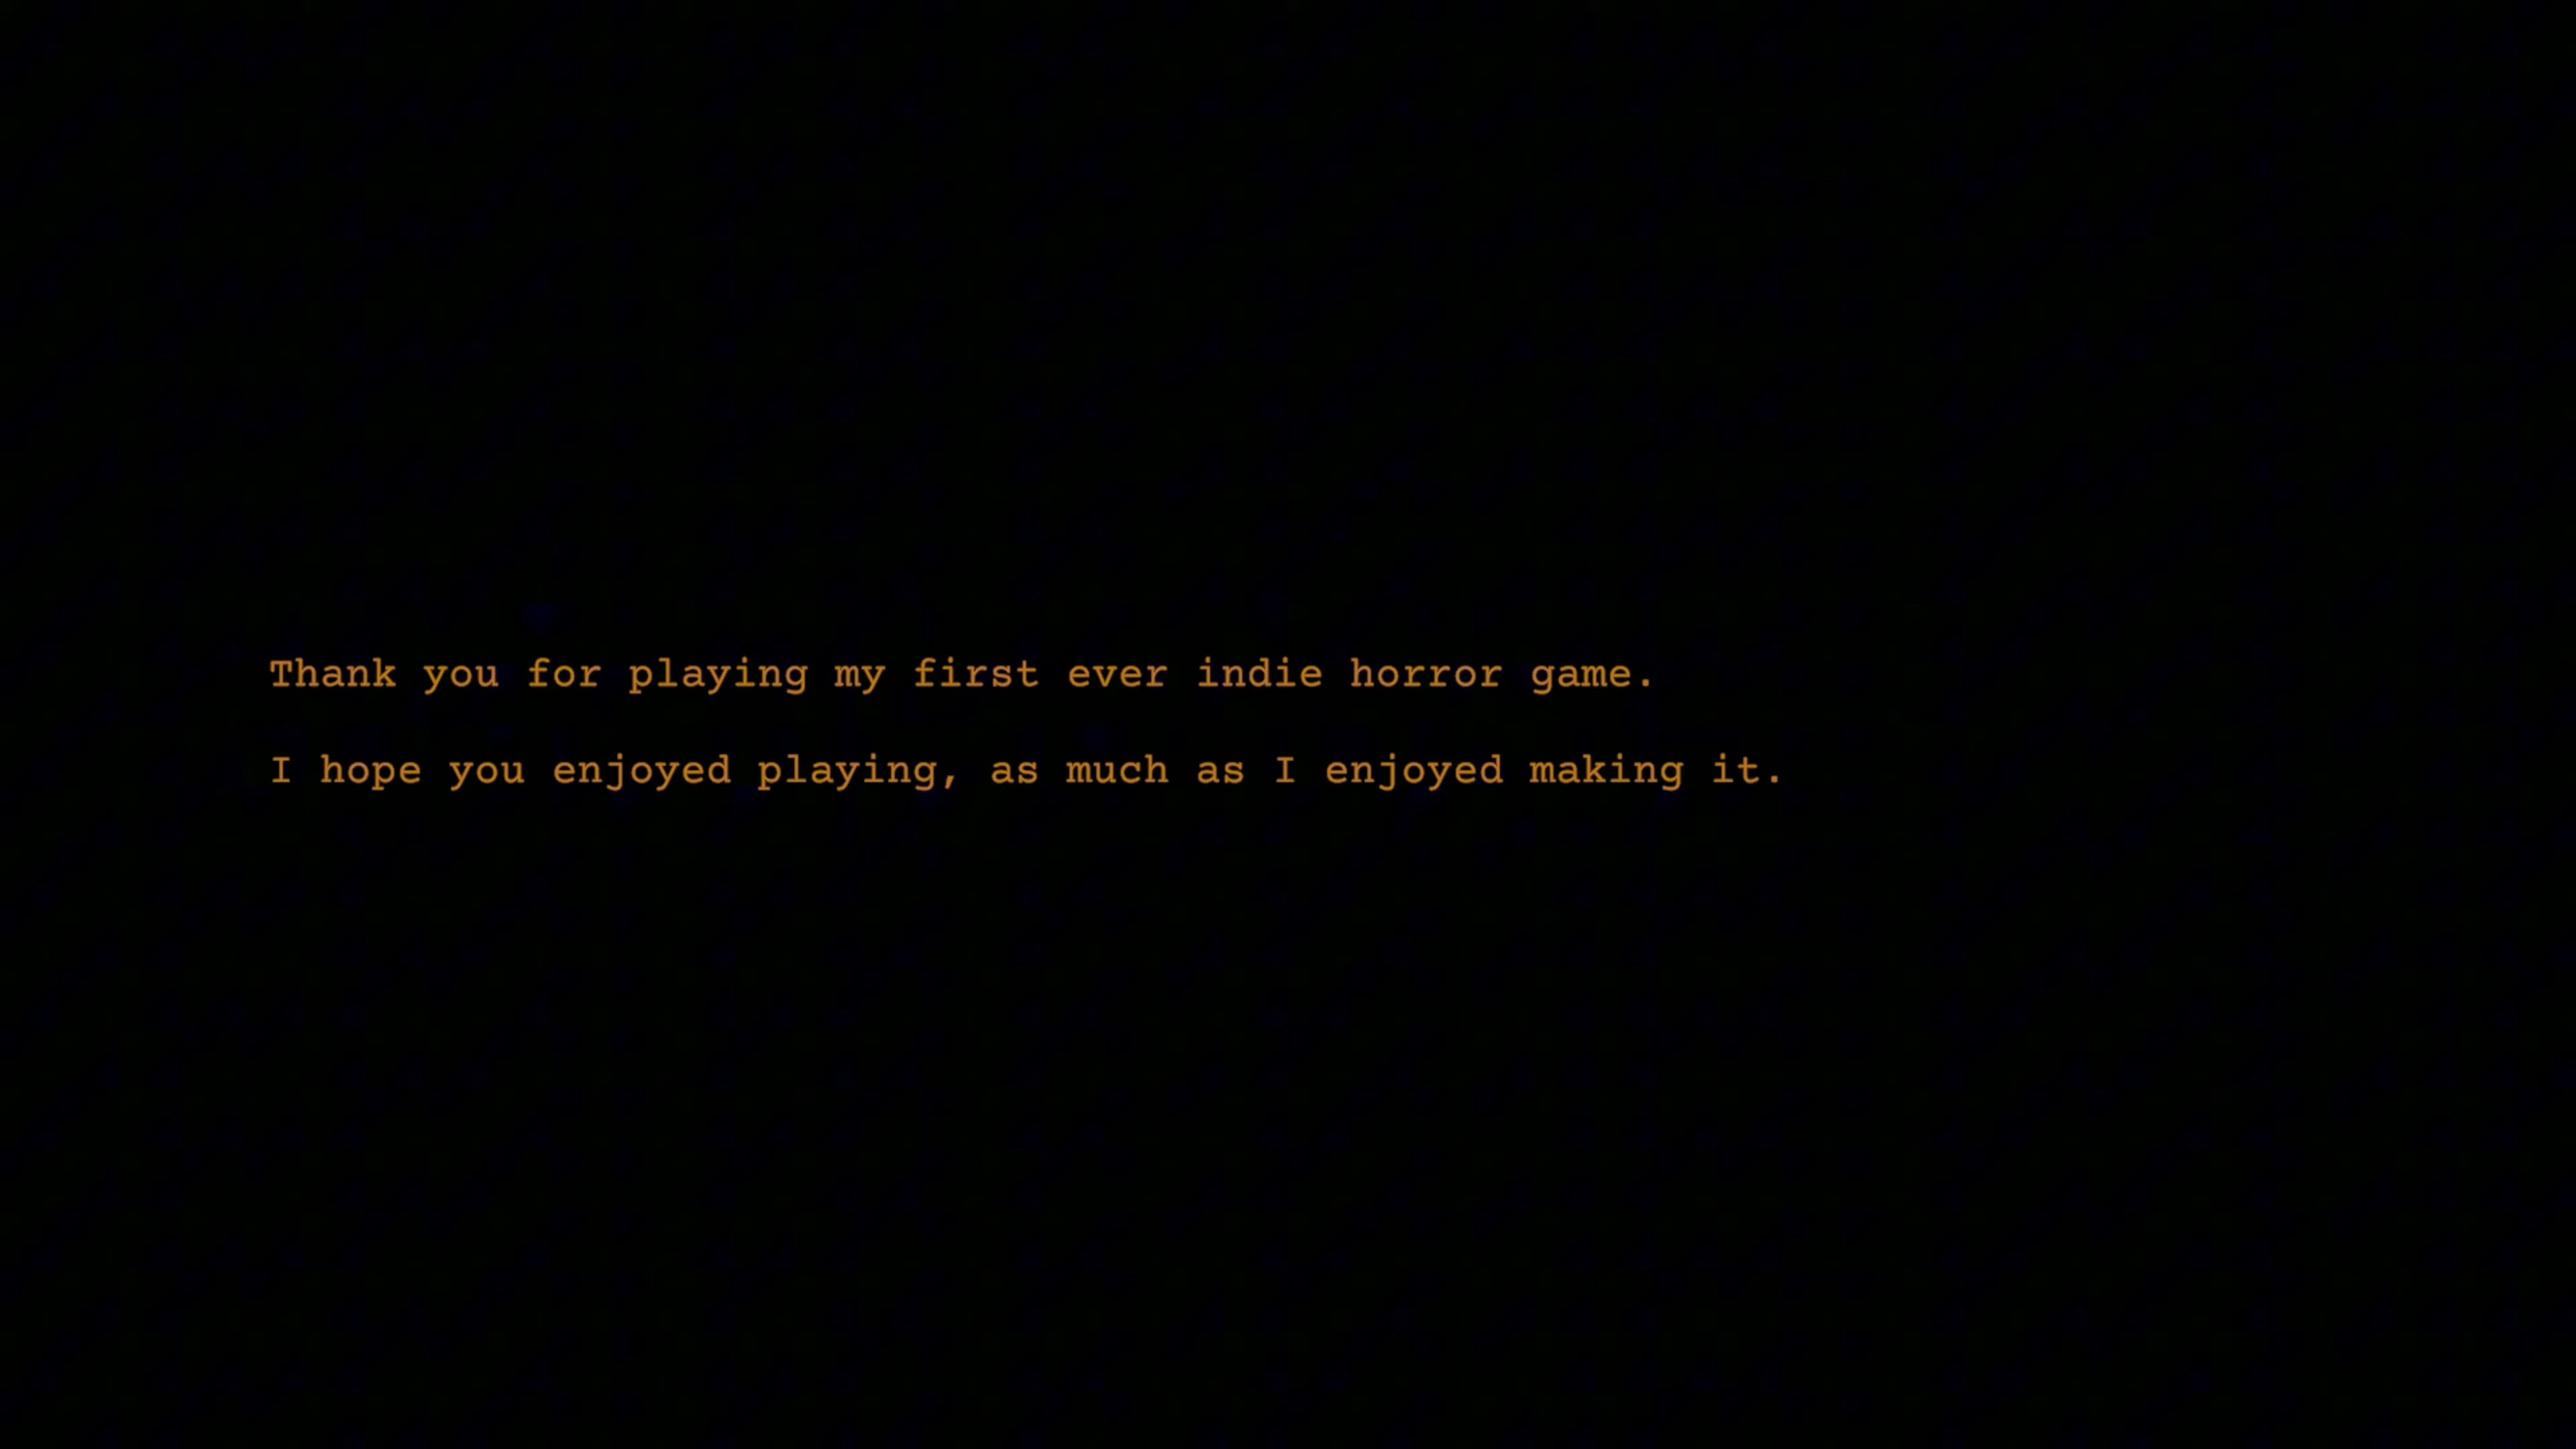 Thank you for playing my first ever indie horror game.
I hope you enjoyed playing, as much as I enjoyed making it.